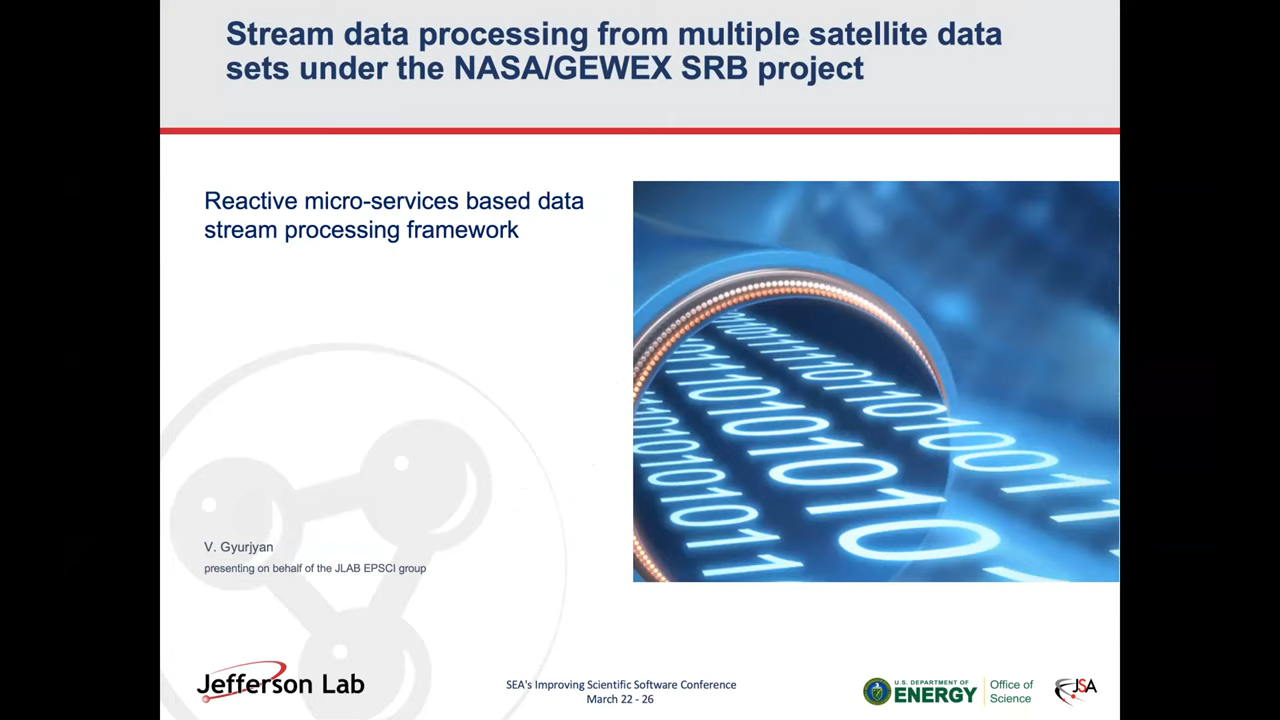 Stream data processing from multiple satellite data
sets under the NASA/GEWEX SRB project
Reactive micro-services based data
stream processing framework
V. Gyurjyan
presenting on behalf of the JLAB EPSCI group
Jefferson Lab
SEA's Improving Scientific Software Conference
March 22 - 26
U.S. DEPARTMENT OF
ENERGY
Office of
Science
JSA